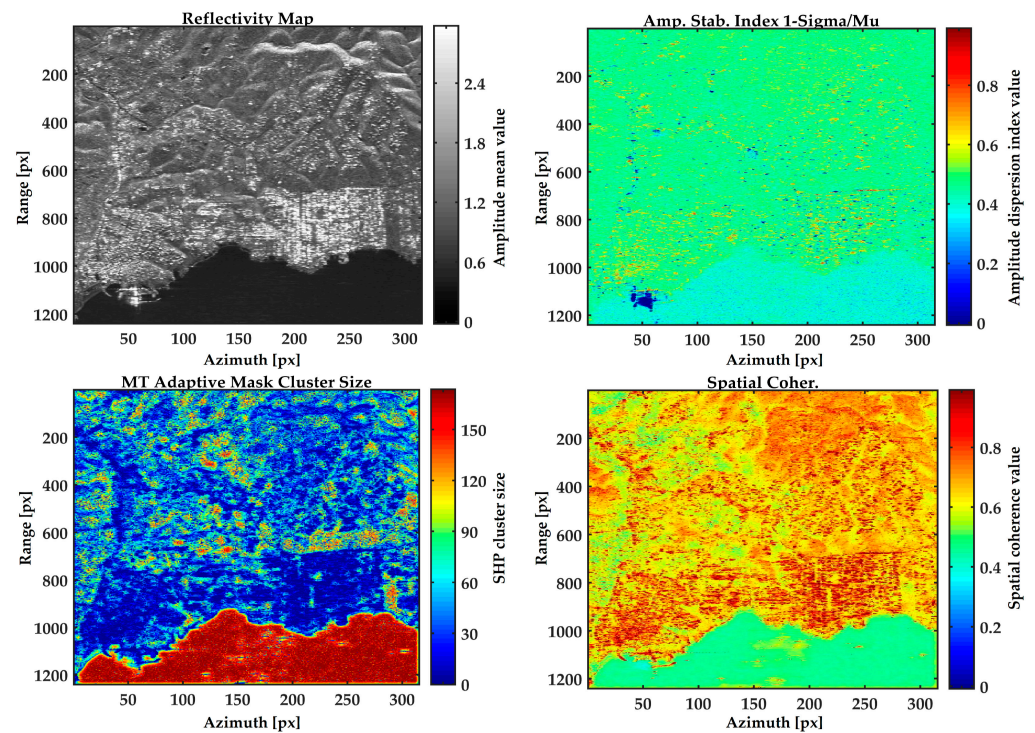 Reflectivity Map
200
400
600
800
1000
1200
50 100 150 200 250 300
Azimuth [px]
Range [px]
2.4
1.8
1.2
0.6
0
Amplitude mean value
Amp. Stab. Index 1-Sigma/Mu
200
400
600
800
1000
1200
50 100 150 200 250 300
Azimuth [px]
Range [px]
0.8
0.6
0.4
0.2
0
Amplitude dispersion index value
MT Adaptive Mask Cluster Size
200
400
600
800
1000
1200
50 100 150 200 250 300
Azimuth [px]
Range [px]
150
120
90
60
30
0
SHP cluster size
Spatial Coher.
200
400
600
800
1000
1200
50 100 150 200 250 300
Azimuth [px]
Range [px]
0.8
0.6
0.4
0.2
0
Spatial coherence value